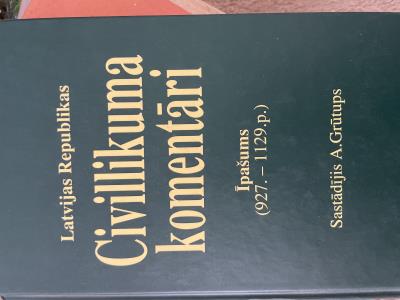 Latvijas Republikas
Civillikuma
komentāri
Īpašums
(927. – 1129.p.)
Sastādījis A.Grūtups